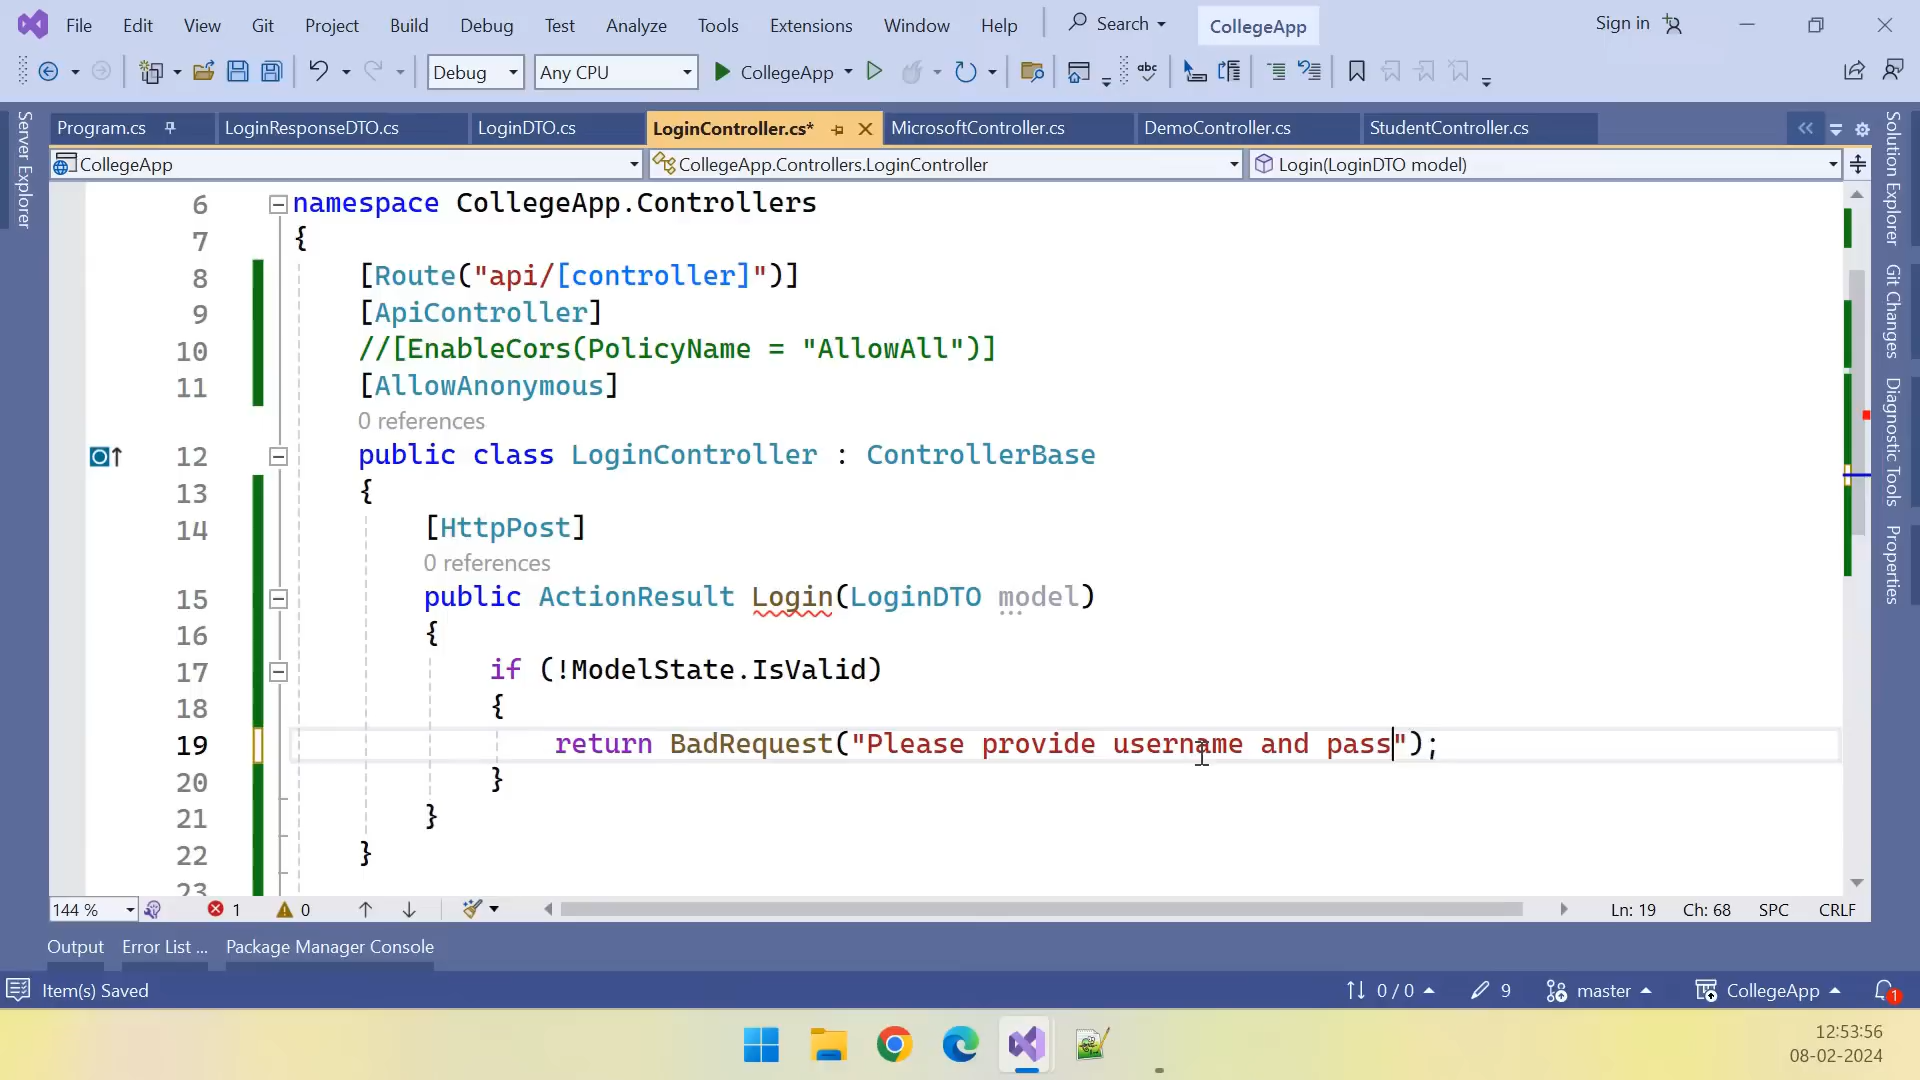 File Edit View Git Project Build Debug Test Analyze Tools Extensions Window Help Search CollegeApp Sign in
Debug Any CPU CollegeApp abc
Program.cs LoginResponseDTO.cs LoginDTO.cs LoginController.cs* MicrosoftController.cs DemoController.cs StudentController.cs
CollegeApp CollegeApp.Controllers.LoginController Login(LoginDTO model)
Server Explorer
Solution Explorer
Git Changes
Diagnostic Tools
Properties
6 namespace CollegeApp.Controllers
7 {
8 [Route("api/[controller]")]
9 [ApiController]
10 //[EnableCors(PolicyName = "AllowAll")]
11 [AllowAnonymous]
0 references
12 public class LoginController : ControllerBase
13 {
14 [HttpPost]
0 references
15 public ActionResult Login(LoginDTO model)
16 {
17 if (!ModelState.IsValid)
18 {
19 return BadRequest("Please provide username and pass");
20 }
21 }
22 }
23
144 % 1 0 Ln: 19 Ch: 68 SPC CRLF
Output Error List ... Package Manager Console
Item(s) Saved 0 / 0 9 master CollegeApp 1
12:53:56
08-02-2024